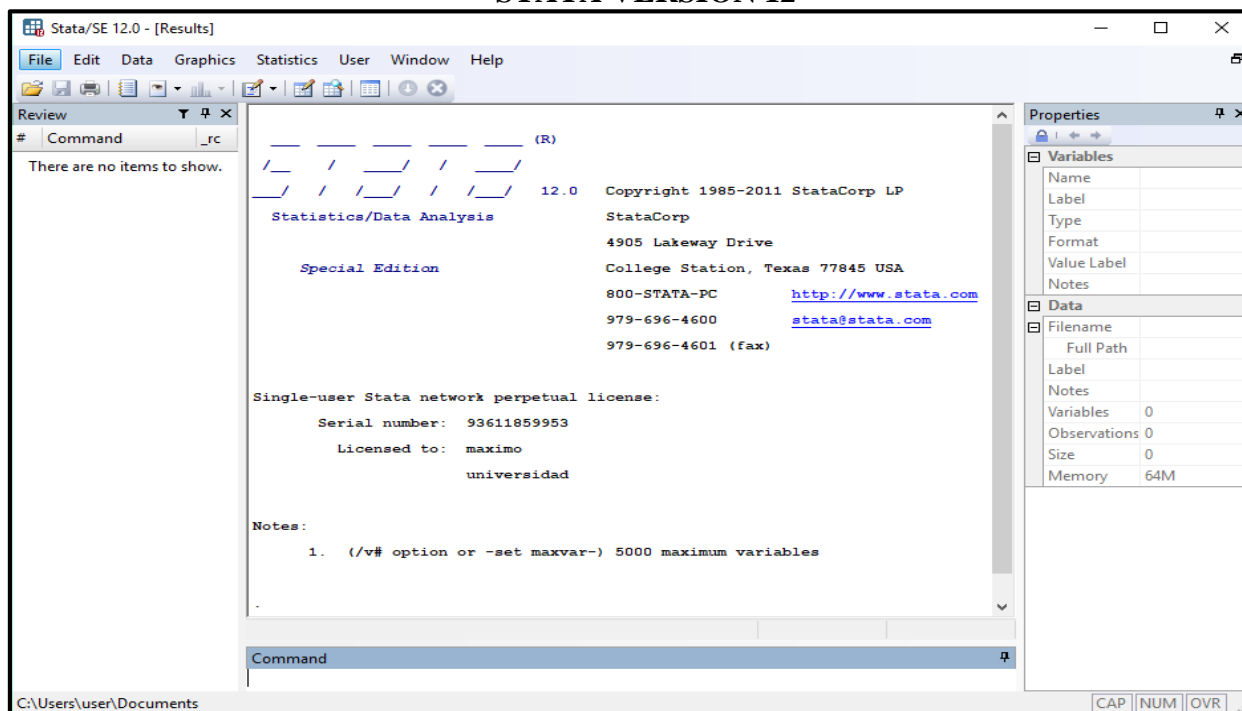 STATA VERSION 12
Stata/SE 12.0 - [Results]
File Edit Data Graphics Statistics User Window Help
Review
# Command _rc
There are no items to show.
(R)
12.0 Copyright 1985-2011 StataCorp LP
Statistics/Data Analysis StataCorp
4905 Lakeway Drive
Special Edition College Station, Texas 77845 USA
800-STATA-PC http://www.stata.com
979-696-4600 stata@stata.com
979-696-4601 (fax)
Single-user Stata network perpetual license:
Serial number: 93611859953
Licensed to: maximo
universidad
Notes:
1. (/v# option or -set maxvar-) 5000 maximum variables
.
Command
Properties
Variables
Name
Label
Type
Format
Value Label
Notes
Data
Filename
Full Path
Label
Notes
Variables 0
Observations 0
Size 0
Memory 64M
C:\Users\user\Documents
CAP NUM OVR